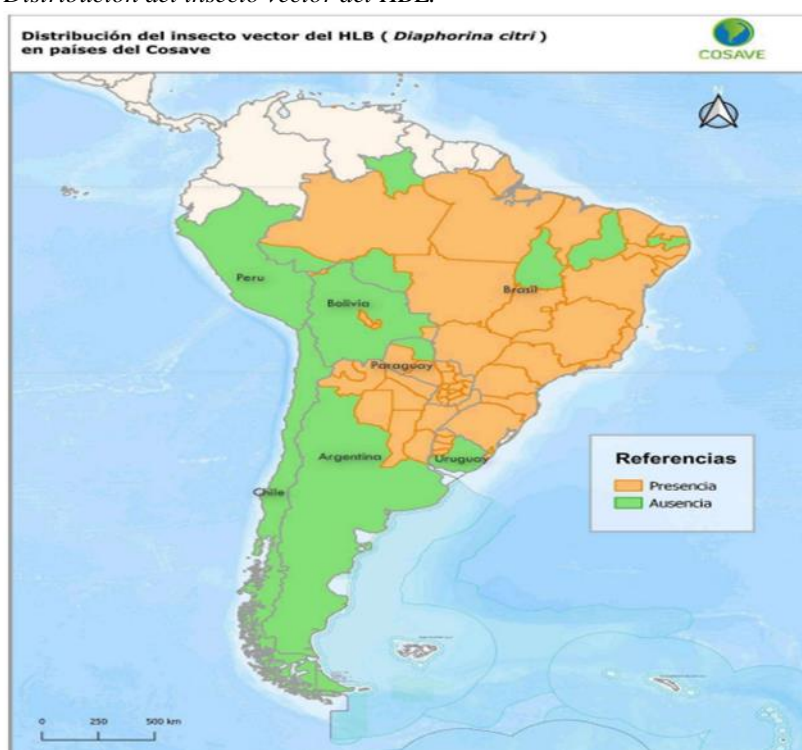 Distribución del insecto vector del HBL.
Distribución del insecto vector del HLB ( Diaphorina citri )
en países del Cosave
COSAVE
N
Peru
Brasil
Bolivia
Paraguay
Argentina
Uruguay
Chile
Referencias
Presencia
Ausencia
0 250 500 km